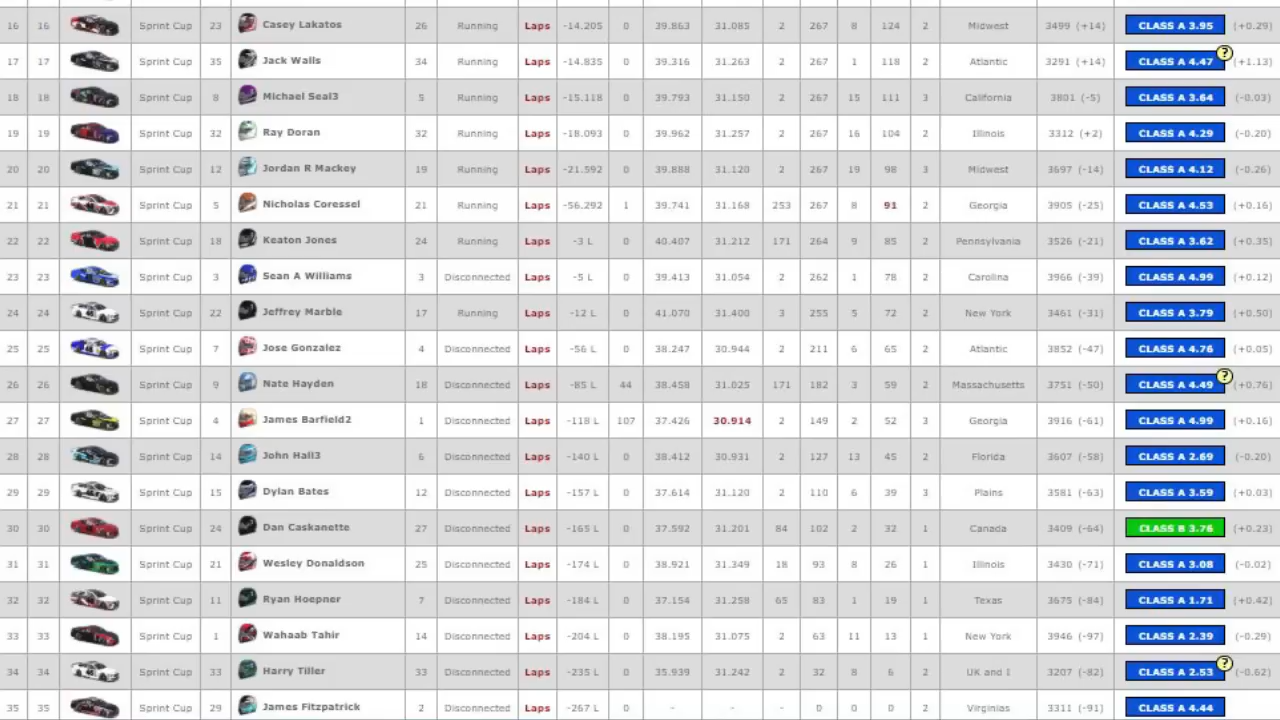 16 16 Sprint Cup 23 Casey Lakatos 26 Running Laps -14.205 0 39.863 31.085 2 267 8 124 2 Midwest 3499 (+14) CLASS A 3.95 (+0.29)
17 17 Sprint Cup 35 Jack Walls 34 Running Laps -14.835 0 39.316 31.263 2 267 1 118 2 Atlantic 3291 (+14) CLASS A 4.47 ? (+1.13)
18 18 Sprint Cup 8 Michael Seal3 5 Running Laps -15.118 0 39.793 31.150 2 267 15 111 3 California 3801 (-5) CLASS A 3.64 (-0.03)
19 19 Sprint Cup 32 Ray Doran 32 Running Laps -18.093 0 39.962 31.257 2 267 16 104 2 Illinois 3312 (+2) CLASS A 4.29 (-0.20)
20 20 Sprint Cup 12 Jordan R Mackey Running Laps -21.592 0 39.888 31.120 2 267 19 98 3 Midwest 3697 (-14) CLASS A 4.12 (-0.26)
21 21 Sprint Cup 5 Nicholas Coressel 21 Running Laps -56.292 1 39.741 31.168 253 267 8 91 2 Georgia 3905 (-25) CLASS A 4.53 (+0.16)
22 22 Sprint Cup 18 Keaton Jones 24 Running Laps -3 L 0 40.407 31.212 171 264 9 85 2 Pennsylvania 3526 (-21) CLASS A 3.62 (+0.35)
23 23 Sprint Cup 3 Sean A Williams 3 Disconnected Laps -5 L 0 39.413 31.054 2 262 1 78 2 Carolina 3966 (-39) CLASS A 4.99 (+0.12)
24 24 Sprint Cup 22 Jeffrey Marble Running Laps -12 L 0 41.070 31.400 3 255 5 72 2 New York 3461 (-31) CLASS A 3.79 (+0.50)
25 25 Sprint Cup 7 Jose Gonzalez 4 Disconnected Laps -56 L 0 38.247 30.944 2 211 6 65 2 Atlantic 3852 (-47) CLASS A 4.76 (+0.05)
26 26 Sprint Cup 9 Nate Hayden 18 Disconnected Laps -85 L 44 38.458 31.025 171 182 3 59 2 Massachusetts 3751 (-50) CLASS A 4.49 ? (+0.76)
27 27 Sprint Cup 4 James Barfield2 Disconnected Laps -118 L 107 37.426 30.914 2 149 2 52 3 Georgia 3916 (-61) CLASS A 4.99 (+0.16)
28 28 Sprint Cup 14 John Hall3 Disconnected Laps -140 L 0 38.412 30.931 2 127 13 45 2 Florida 3607 (-58) CLASS A 2.69 (-0.20)
29 29 Sprint Cup 15 Dylan Bates 12 Disconnected Laps -157 L 0 37.614 31.120 2 110 6 39 3 Plains 3581 (-63) CLASS A 3.59 (+0.03)
30 30 Sprint Cup 24 Dan Caskanette 27 Disconnected Laps -165 L 0 37.592 31.201 84 102 2 32 1 Canada 3409 (-64) CLASS B 3.76 (+0.23)
31 31 Sprint Cup 21 Wesley Donaldson Disconnected Laps -174 L 0 38.921 31.349 18 93 8 26 1 Illinois 3430 (-71) CLASS A 3.08 (-0.02)
32 32 Sprint Cup 11 Ryan Hoepner 7 Disconnected Laps -184 L 0 37.154 31.258 65 83 1 19 1 Texas 3675 (-84) CLASS A 1.71 (+0.42)
33 33 Sprint Cup 1 Wahaab Tahir 14 Disconnected Laps -204 L 0 38.195 31.075 2 63 11 13 1 New York 3946 (-97) CLASS A 2.39 (-0.29)
34 34 Sprint Cup 33 Harry Tiller Disconnected Laps -235 L 0 35.939 31.242 2 32 8 6 2 UK and I 3207 (-82) CLASS A 2.53 ? (-0.62)
35 35 Sprint Cup 29 James Fitzpatrick Disconnected Laps -267 L 0 - - - 0 0 0 2 Virginias 3311 (-91) CLASS A 4.44